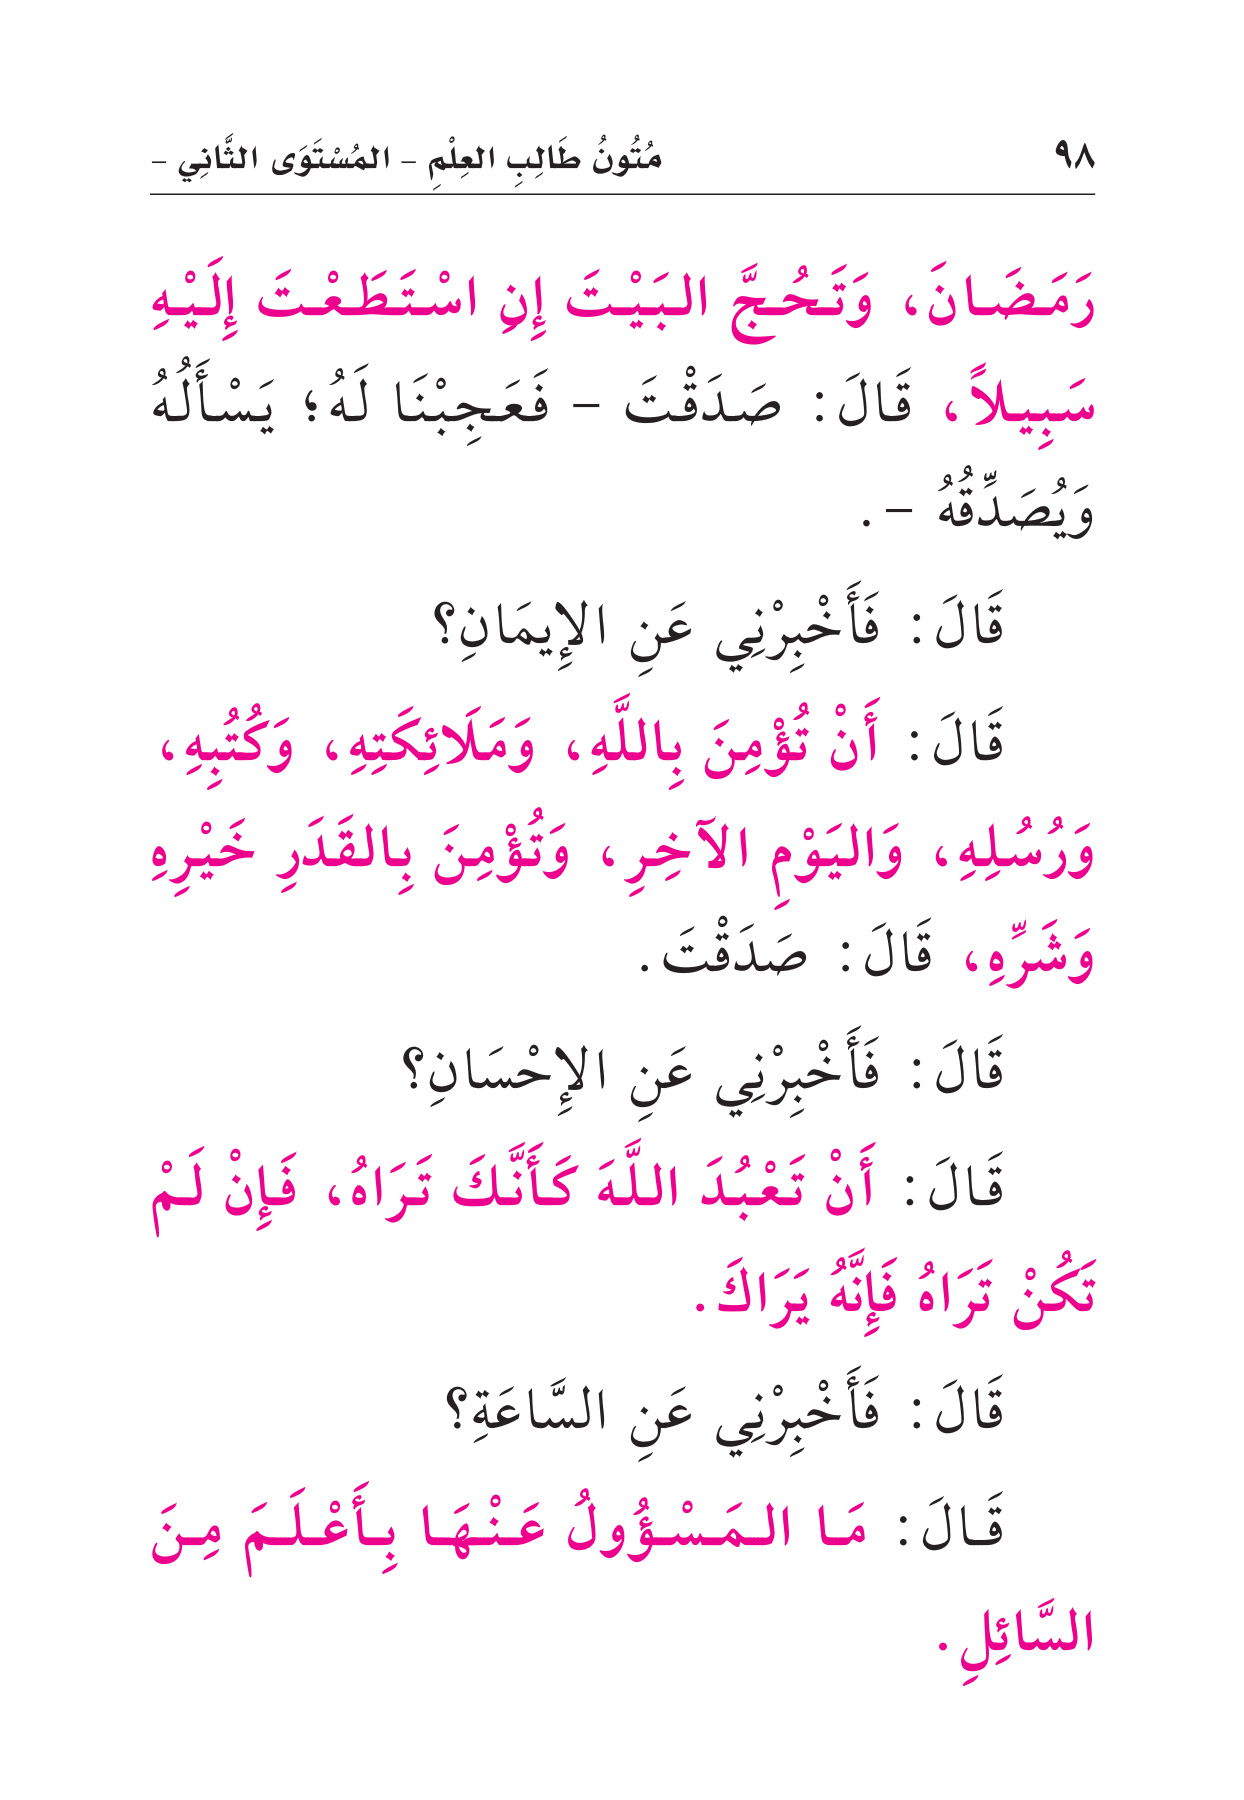 ٩٨ مُتُونُ طَالِبِ العِلْمِ – المُسْتَوَى الثَّانِي –
رَمَضَانَ، وَتَحُجَّ البَيْتَ إِنِ اسْتَطَعْتَ إِلَيْهِ
سَبِيلاً، قَالَ: صَدَقْتَ – فَعَجِبْنَا لَهُ؛ يَسْأَلُهُ
وَيُصَدِّقُهُ –.
قَالَ: فَأَخْبِرْنِي عَنِ الإِيمَانِ؟
قَالَ: أَنْ تُؤْمِنَ بِاللَّهِ، وَمَلَائِكَتِهِ، وَكُتُبِهِ،
وَرُسُلِهِ، وَاليَوْمِ الآخِرِ، وَتُؤْمِنَ بِالقَدَرِ خَيْرِهِ
وَشَرِّهِ، قَالَ: صَدَقْتَ.
قَالَ: فَأَخْبِرْنِي عَنِ الإِحْسَانِ؟
قَالَ: أَنْ تَعْبُدَ اللَّهَ كَأَنَّكَ تَرَاهُ، فَإِنْ لَمْ
تَكُنْ تَرَاهُ فَإِنَّهُ يَرَاكَ.
قَالَ: فَأَخْبِرْنِي عَنِ السَّاعَةِ؟
قَالَ: مَا المَسْؤُولُ عَنْهَا بِأَعْلَمَ مِنَ
السَّائِلِ.